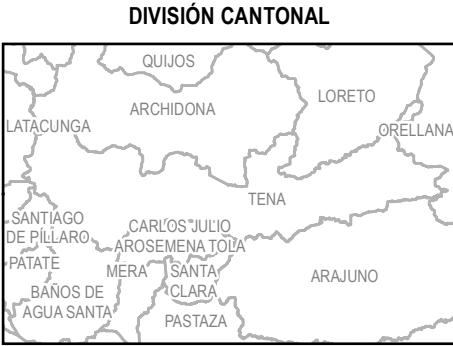 DIVISIÓN CANTONAL
QUIJOS
ARCHIDONA
LORETO
LATACUNGA
ORELLANA
TENA
SANTIAGO
DE PÍLLARO
CARLOS JULIO
AROSEMENA TOLA
PATATE
MERA
SANTA
CLARA
ARAJUNO
BAÑOS DE
AGUA SANTA
PASTAZA